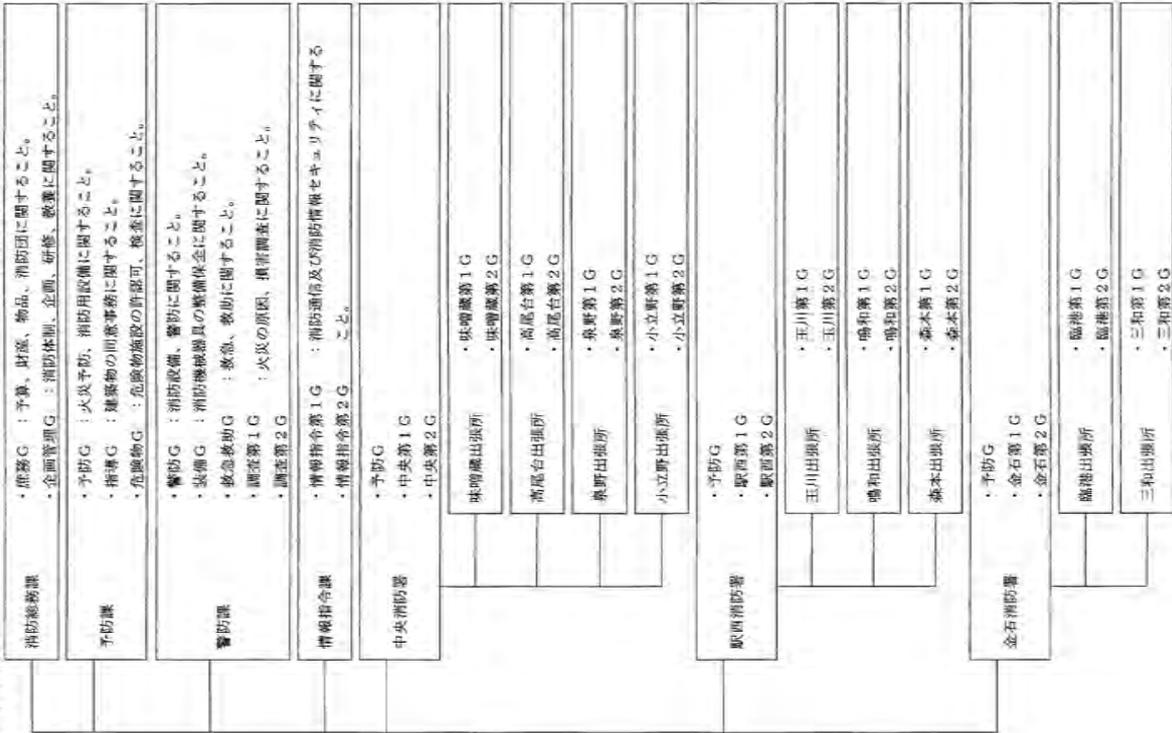 消防総務課
・庶務G ：予算、財産、物品、消防団に関すること。
・企画管理G ：消防体制、企画、研修、教養に関すること。
予防課
・予防G ：火災予防、消防用設備に関すること。
・指導G ：建築物の同意事務に関すること。
・危険物G ：危険物施設の許認可、検査に関すること。
警防課
・警防G ：消防設備、警防に関すること。
・装備G ：消防機械器具の整備保全に関すること。
・救急救助G ：救急、救助に関すること。
・調査第1G ：火災の原因、損害調査に関すること。
・調査第2G
情報指令課
・情報指令第1G ：消防通信及び消防情報セキュリティに関する
・情報指令第2G こと。
中央消防署
・予防G
・中央第1G
・中央第2G
味噌蔵出張所
・味噌蔵第1G
・味噌蔵第2G
高尾台出張所
・高尾台第1G
・高尾台第2G
泉野出張所
・泉野第1G
・泉野第2G
小立野出張所
・小立野第1G
・小立野第2G
駅西消防署
・予防G
・駅西第1G
・駅西第2G
玉川出張所
・玉川第1G
・玉川第2G
鳴和出張所
・鳴和第1G
・鳴和第2G
森本出張所
・森本第1G
・森本第2G
金石消防署
・予防G
・金石第1G
・金石第2G
臨港出張所
・臨港第1G
・臨港第2G
三和出張所
・三和第1G
・三和第2G